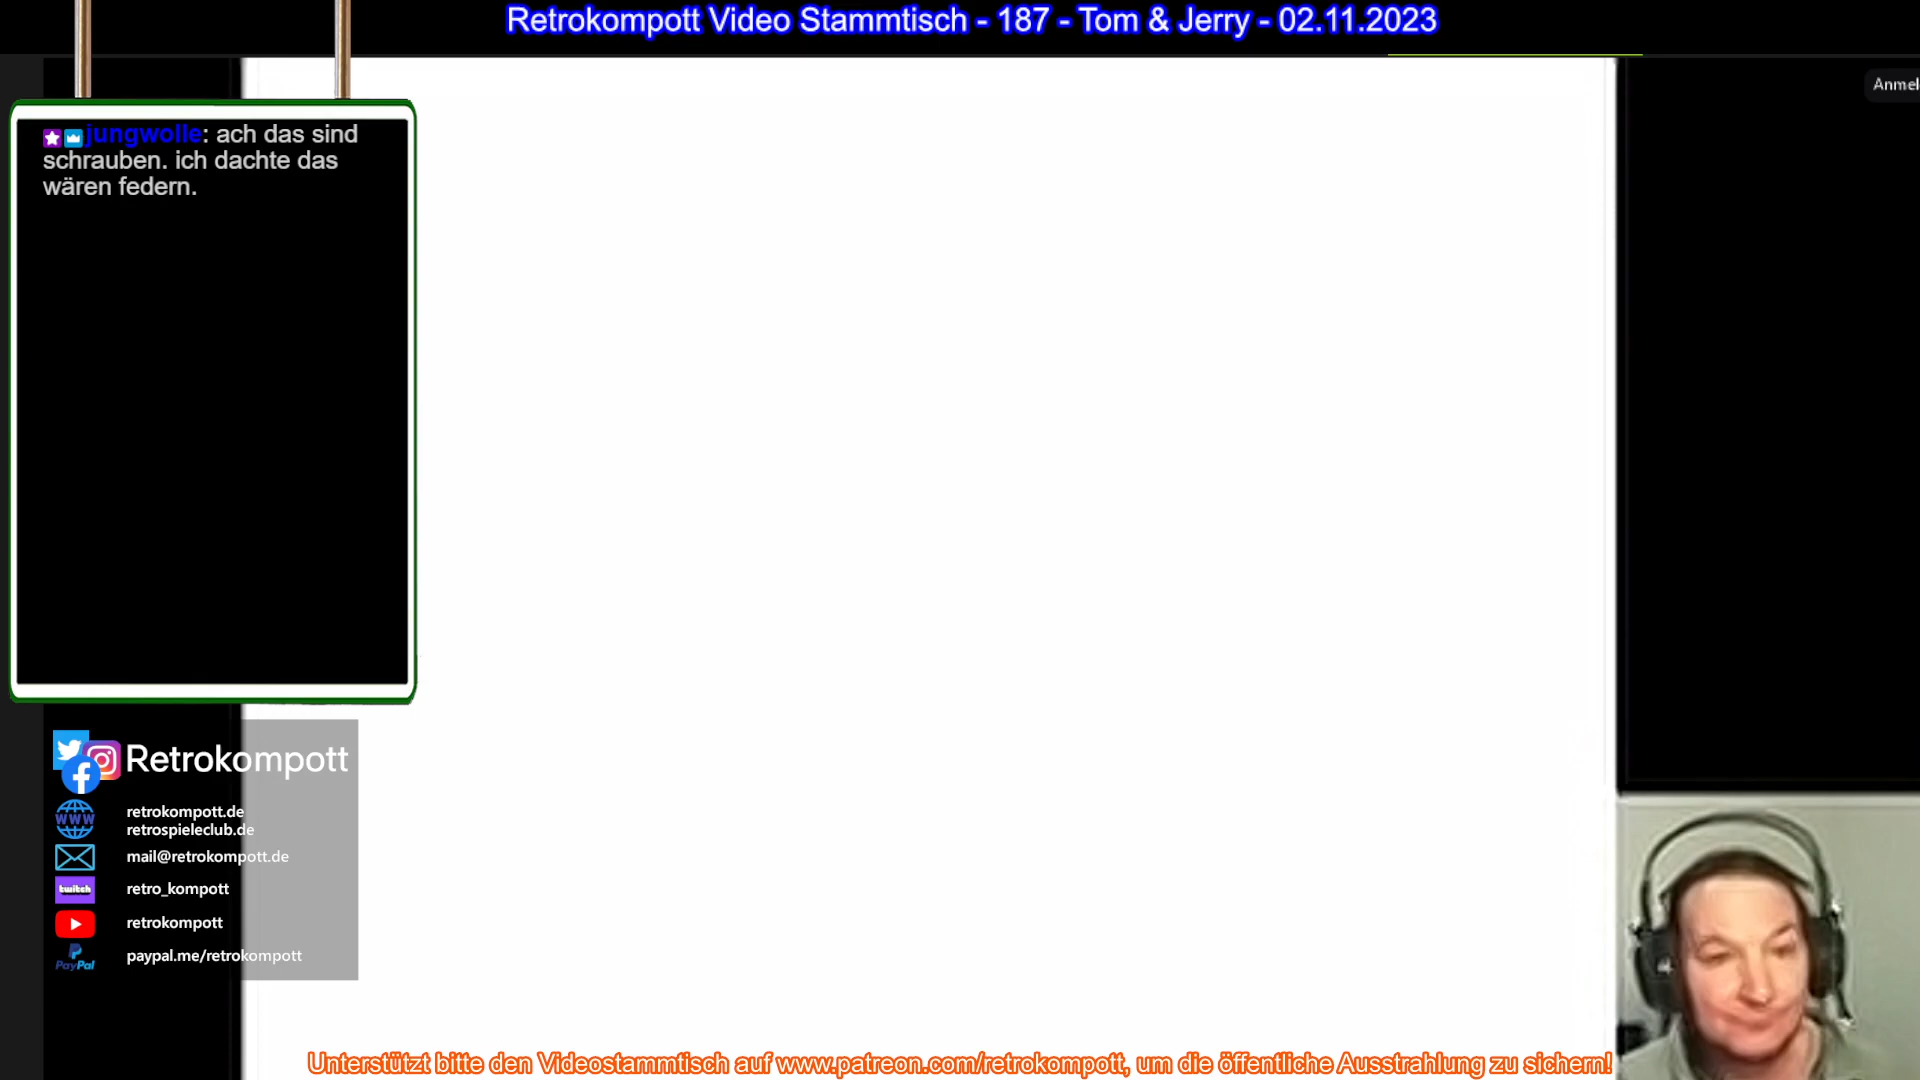 Retrokompott Video Stammtisch - 187 - Tom & Jerry - 02.11.2023
Anmel
jungwolle: ach das sind
schrauben. ich dachte das
wären federn.
Retrokompott
www
retrokompott.de
retrospieleclub.de
mail@retrokompott.de
twitch
retro_kompott
retrokompott
PayPal
paypal.me/retrokompott
Unterstützt bitte den Videostammtisch auf www.patreon.com/retrokompott, um die öffentliche Ausstrahlung zu sichern!